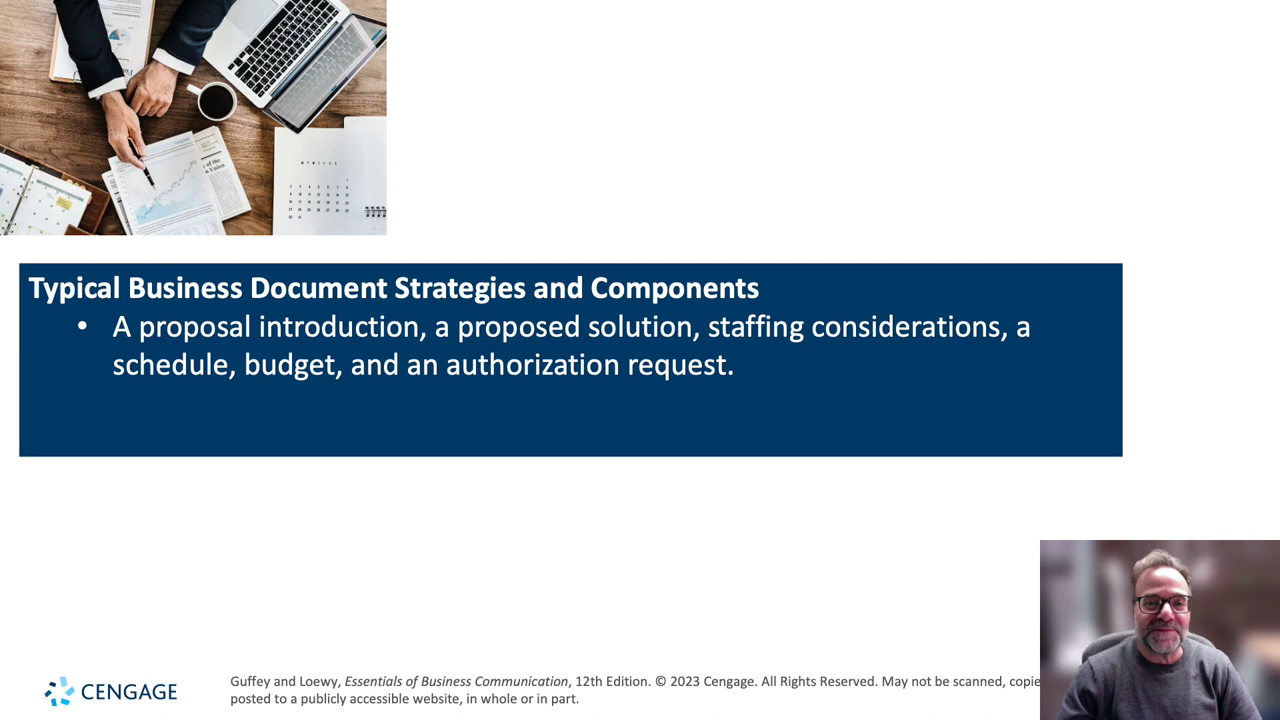 Typical Business Document Strategies and Components
• A proposal introduction, a proposed solution, staffing considerations, a
schedule, budget, and an authorization request.
CENGAGE
Guffey and Loewy, Essentials of Business Communication, 12th Edition. © 2023 Cengage. All Rights Reserved. May not be scanned, copie
posted to a publicly accessible website, in whole or in part.